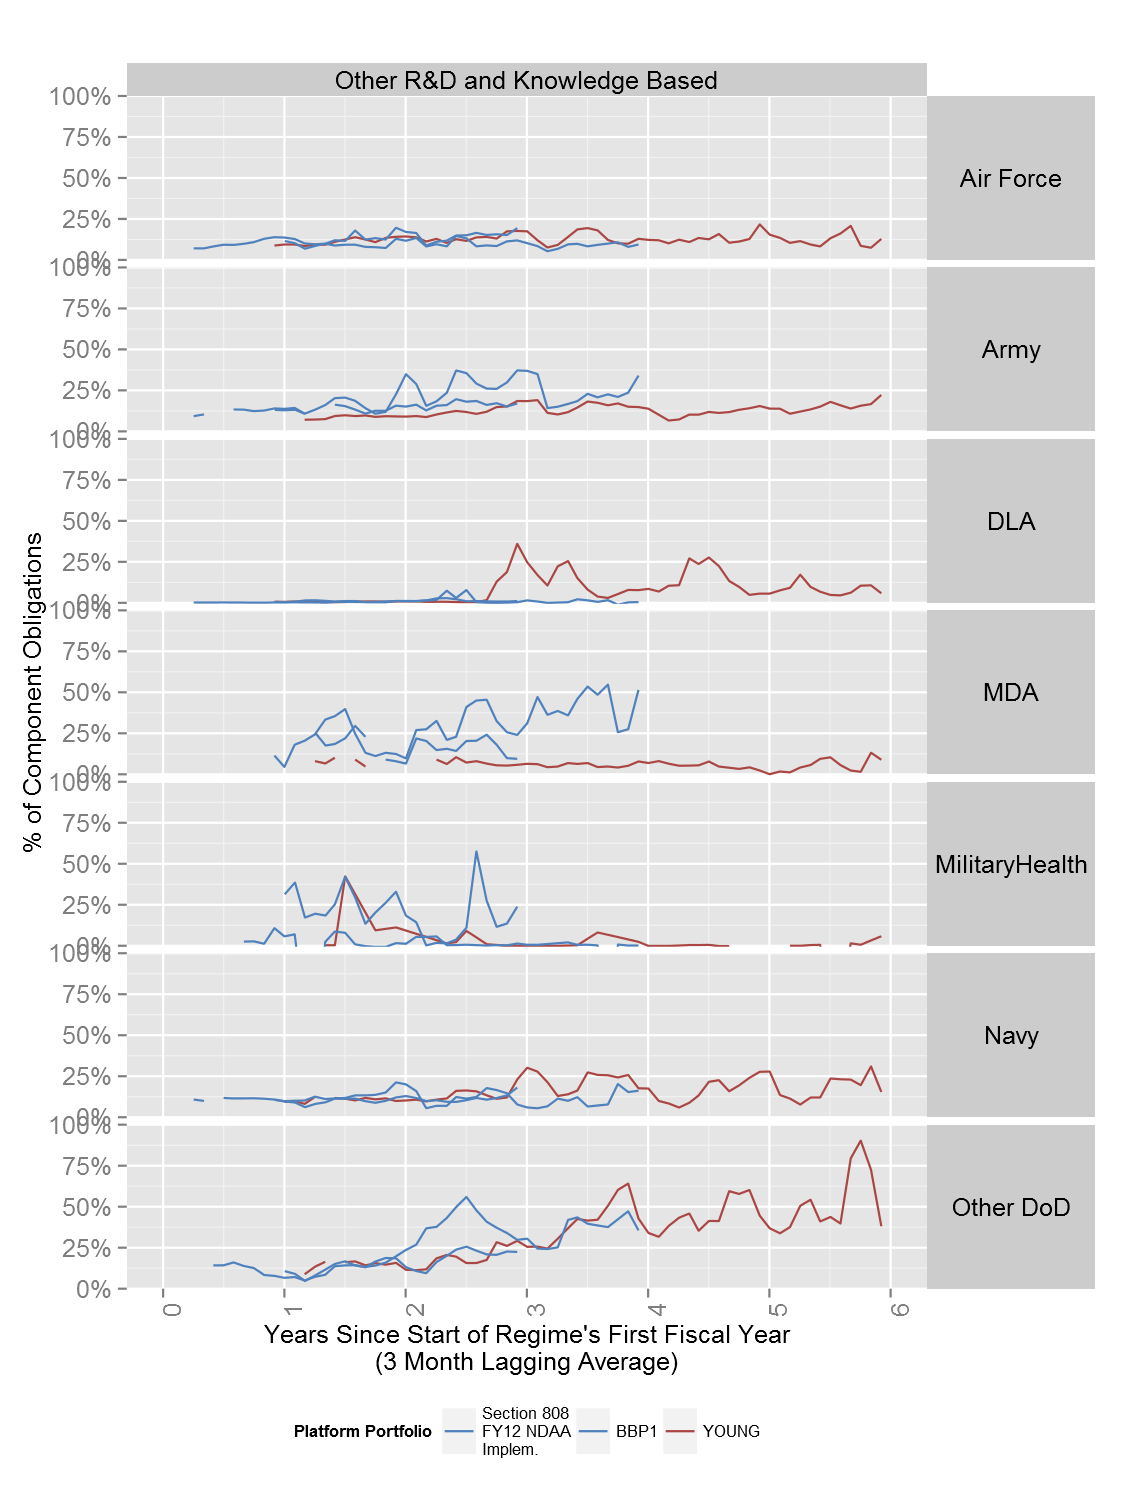 Other R&D and Knowledge Based
100%
75%
50%
25%
0%
Air Force
100%
75%
50%
25%
0%
Army
100%
75%
50%
25%
0%
DLA
100%
75%
50%
25%
0%
MDA
100%
75%
50%
25%
0%
MilitaryHealth
100%
75%
50%
25%
0%
Navy
100%
75%
50%
25%
0%
Other DoD
% of Component Obligations
0 1 2 3 4 5 6
Years Since Start of Regime's First Fiscal Year
(3 Month Lagging Average)
Platform Portfolio
Section 808
FY12 NDAA
Implem.
BBP1
YOUNG